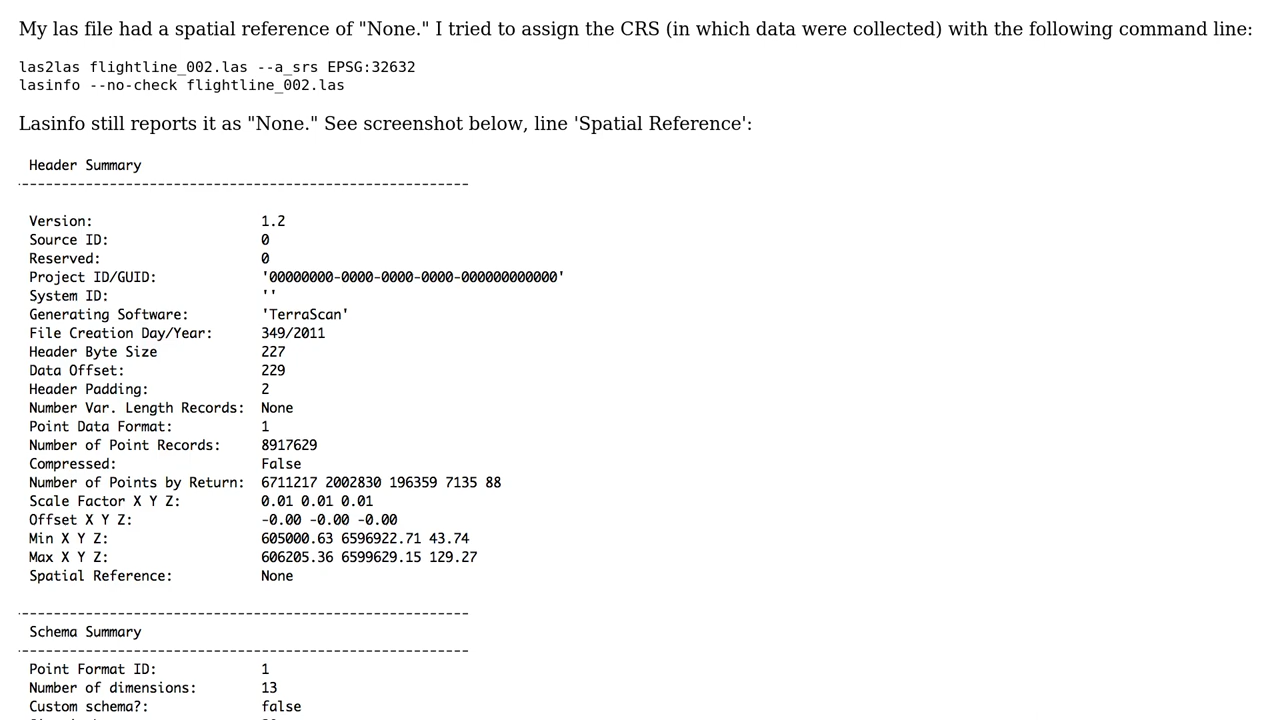 My las file had a spatial reference of "None." I tried to assign the CRS (in which data were collected) with the following command line:
las2las flightline_002.las --a_srs EPSG:32632
lasinfo --no-check flightline_002.las
Lasinfo still reports it as "None." See screenshot below, line 'Spatial Reference':
Header Summary
---------------------------------------------------------
Version: 1.2
Source ID: 0
Reserved: 0
Project ID/GUID: '00000000-0000-0000-0000-000000000000'
System ID: ''
Generating Software: 'TerraScan'
File Creation Day/Year: 349/2011
Header Byte Size 227
Data Offset: 229
Header Padding: 2
Number Var. Length Records: None
Point Data Format: 1
Number of Point Records: 8917629
Compressed: False
Number of Points by Return: 6711217 2002830 196359 7135 88
Scale Factor X Y Z: 0.01 0.01 0.01
Offset X Y Z: -0.00 -0.00 -0.00
Min X Y Z: 605000.63 6596922.71 43.74
Max X Y Z: 606205.36 6599629.15 129.27
Spatial Reference: None
---------------------------------------------------------
Schema Summary
---------------------------------------------------------
Point Format ID: 1
Number of dimensions: 13
Custom schema?: false